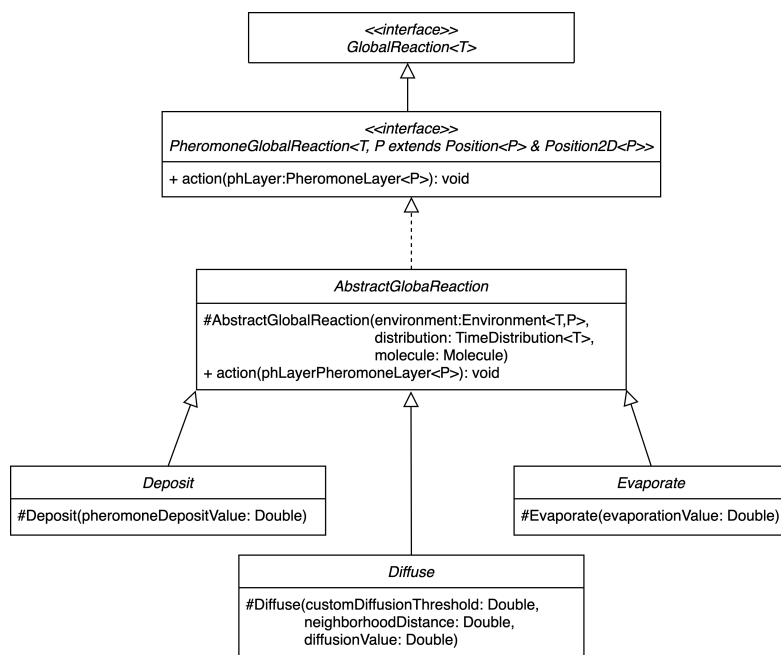 <<interface>>
GlobalReaction<T>
<<interface>>
PheromoneGlobalReaction<T, P extends Position<P> & Position2D<P>>
+ action(phLayer:PheromoneLayer<P>): void
AbstractGlobaReaction
#AbstractGlobalReaction(environment:Environment<T,P>,
distribution: TimeDistribution<T>,
molecule: Molecule)
+ action(phLayerPheromoneLayer<P>): void
Deposit
#Deposit(pheromoneDepositValue: Double)
Evaporate
#Evaporate(evaporationValue: Double)
Diffuse
#Diffuse(customDiffusionThreshold: Double,
neighborhoodDistance: Double,
diffusionValue: Double)